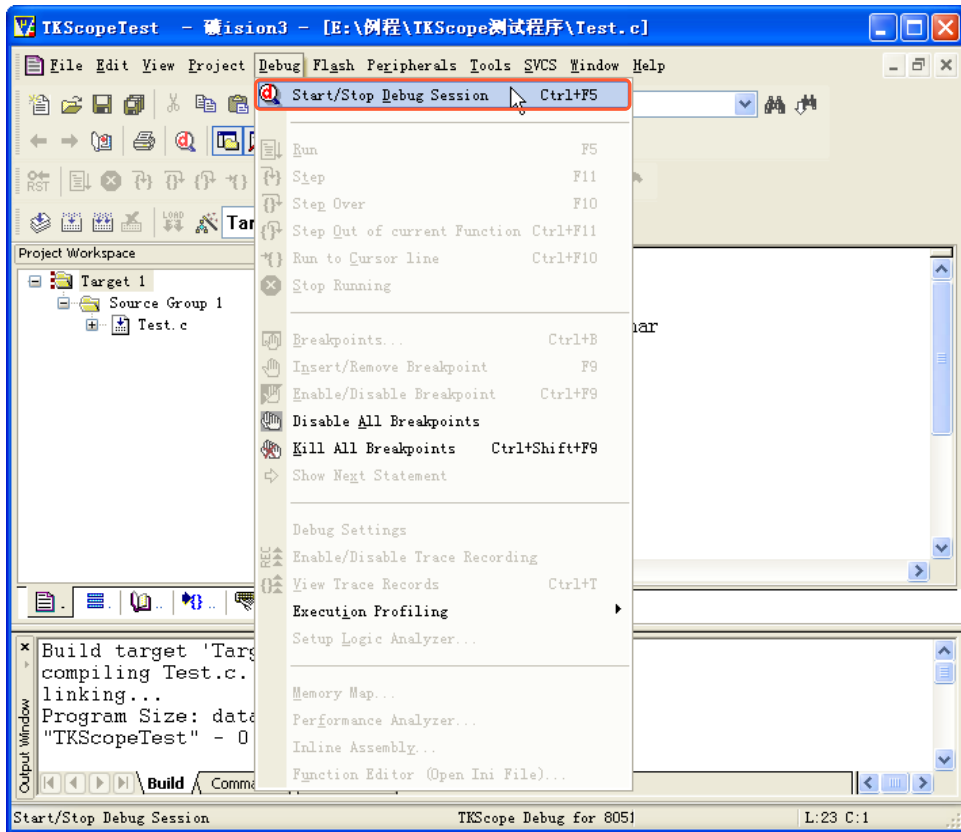 TKScopeTest - 礦ision3 - [E:\例程\TKScope测试程序\Test.c]
File Edit View Project Debug Flash Peripherals Tools SVCS Window Help
Start/Stop Debug Session Ctrl+F5
Run F5
RST
Step F11
Step Over F10
LOAD
Tar
Step Out of current Function Ctrl+F11
Project Workspace
Run to Cursor line Ctrl+F10
Target 1
Stop Running
Source Group 1
Test.c
har
Breakpoints... Ctrl+B
Insert/Remove Breakpoint F9
Enable/Disable Breakpoint Ctrl+F9
Disable All Breakpoints
Kill All Breakpoints Ctrl+Shift+F9
Show Next Statement
Debug Settings
REC
Enable/Disable Trace Recording
View Trace Records Ctrl+T
Execution Profiling
Setup Logic Analyzer...
Memory Map...
Performance Analyzer...
Inline Assembly...
Function Editor (Open Ini File)...
Build target 'Targ
compiling Test.c.
linking...
Program Size: data
"TKScopeTest" - 0
Output Window
Build Comma
Start/Stop Debug Session TKScope Debug for 8051 L:23 C:1